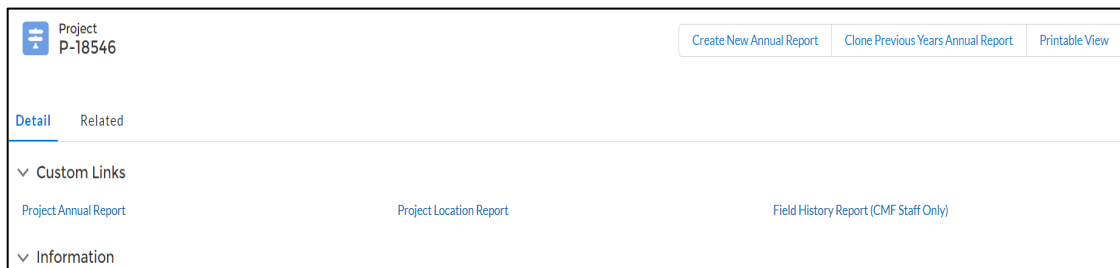 Project
P-18546
Create New Annual Report Clone Previous Years Annual Report Printable View
Detail Related
Custom Links
Project Annual Report Project Location Report Field History Report (CMF Staff Only)
Information